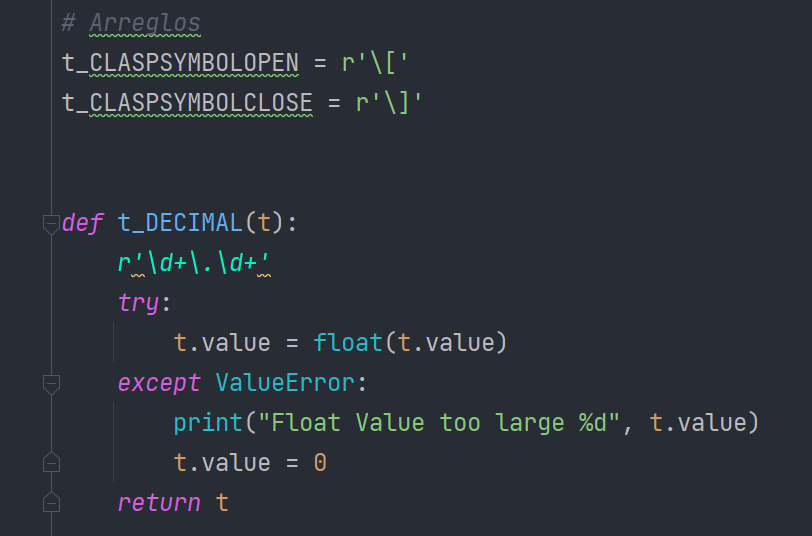 # Arreglos
t_CLASPSYMBOLOPEN = r'\['
t_CLASPSYMBOLCLOSE = r'\]'
def t_DECIMAL(t):
    r'\d+\.\d+'
    try:
        t.value = float(t.value)
    except ValueError:
        print("Float Value too large %d", t.value)
        t.value = 0
    return t